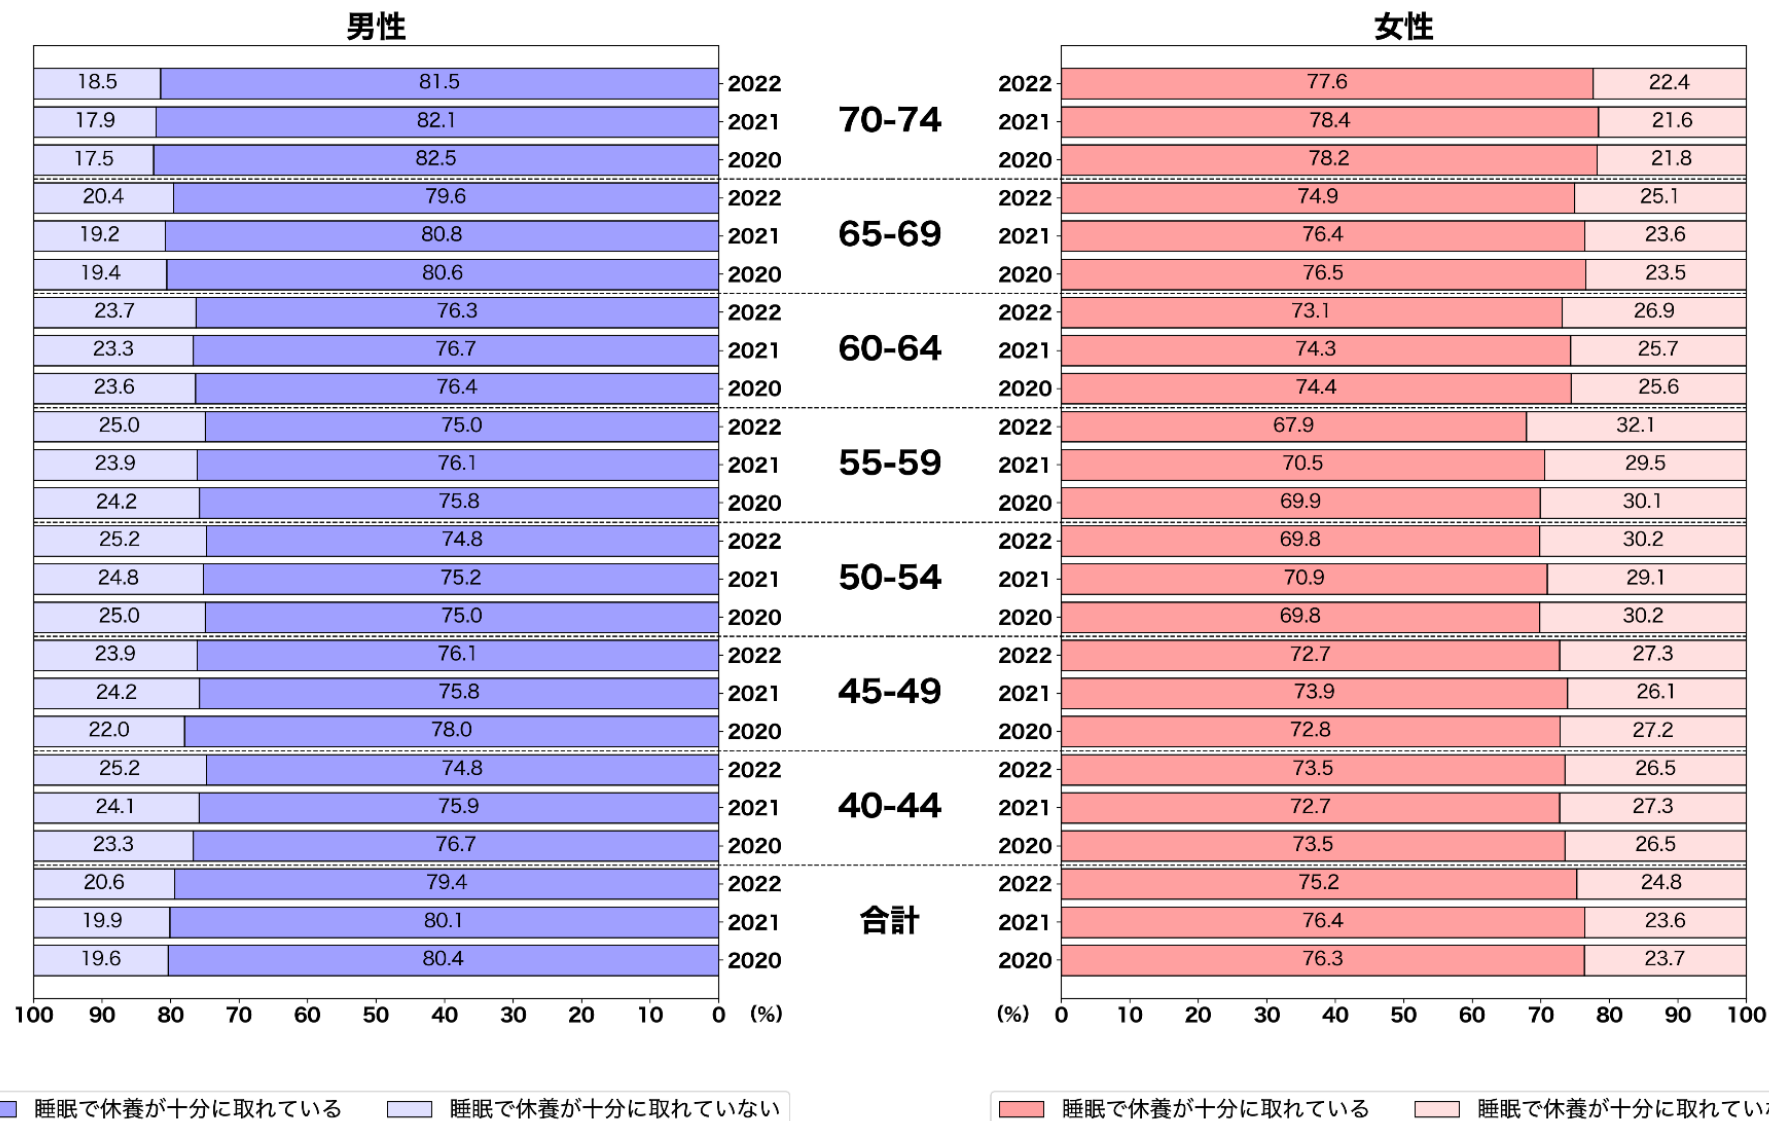 男性 女性
18.5 81.5 2022 2022 77.6 22.4
17.9 82.1 2021 70-74 2021 78.4 21.6
17.5 82.5 2020 2020 78.2 21.8
20.4 79.6 2022 2022 74.9 25.1
19.2 80.8 2021 65-69 2021 76.4 23.6
19.4 80.6 2020 2020 76.5 23.5
23.7 76.3 2022 2022 73.1 26.9
23.3 76.7 2021 60-64 2021 74.3 25.7
23.6 76.4 2020 2020 74.4 25.6
25.0 75.0 2022 2022 67.9 32.1
23.9 76.1 2021 55-59 2021 70.5 29.5
24.2 75.8 2020 2020 69.9 30.1
25.2 74.8 2022 2022 69.8 30.2
24.8 75.2 2021 50-54 2021 70.9 29.1
25.0 75.0 2020 2020 69.8 30.2
23.9 76.1 2022 2022 72.7 27.3
24.2 75.8 2021 45-49 2021 73.9 26.1
22.0 78.0 2020 2020 72.8 27.2
25.2 74.8 2022 2022 73.5 26.5
24.1 75.9 2021 40-44 2021 72.7 27.3
23.3 76.7 2020 2020 73.5 26.5
20.6 79.4 2022 2022 75.2 24.8
19.9 80.1 2021 合計 2021 76.4 23.6
19.6 80.4 2020 2020 76.3 23.7
100 90 80 70 60 50 40 30 20 10 0 (%) (%) 0 10 20 30 40 50 60 70 80 90 100
睡眠で休養が十分に取れている 睡眠で休養が十分に取れていない 睡眠で休養が十分に取れている 睡眠で休養が十分に取れてい